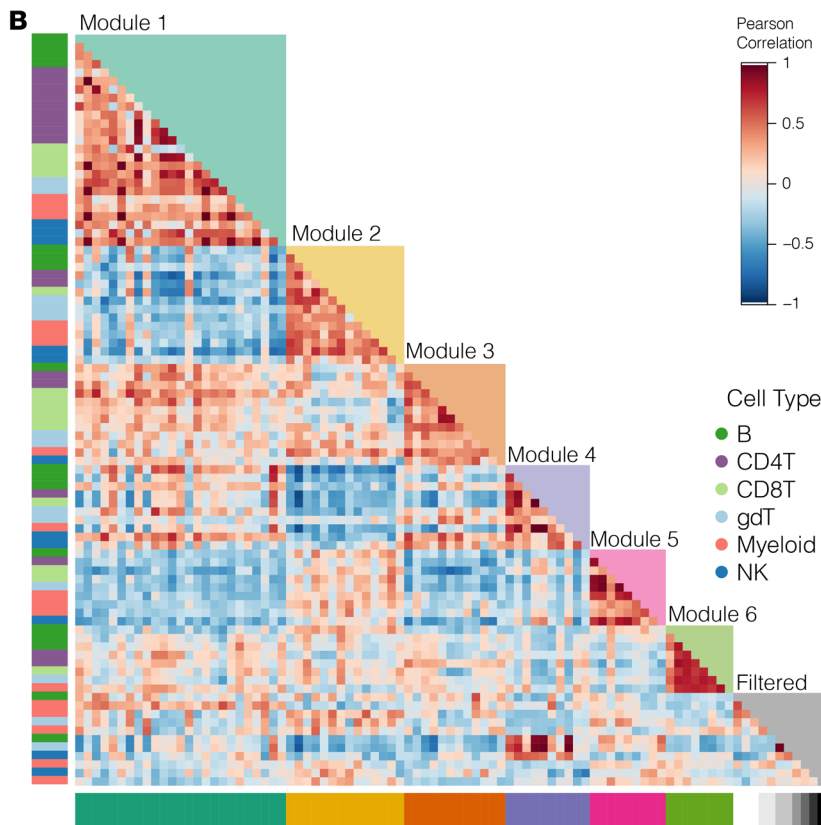 B
Module 1
Module 2
Module 3
Module 4
Module 5
Module 6
Filtered
Pearson
Correlation
1
0.5
0
−0.5
−1
Cell Type
B
CD4T
CD8T
gdT
Myeloid
NK